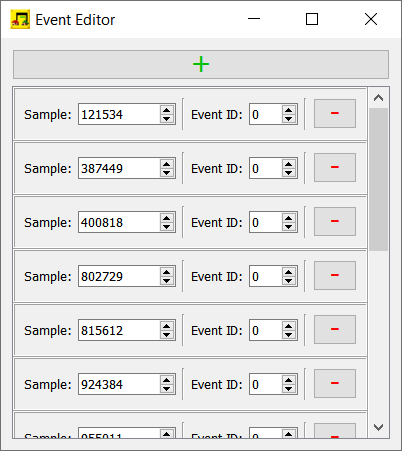 Event Editor
+
Sample: 121534 Event ID: 0 -
Sample: 387449 Event ID: 0 -
Sample: 400818 Event ID: 0 -
Sample: 802729 Event ID: 0 -
Sample: 815612 Event ID: 0 -
Sample: 924384 Event ID: 0 -
Sample: Event ID: 0